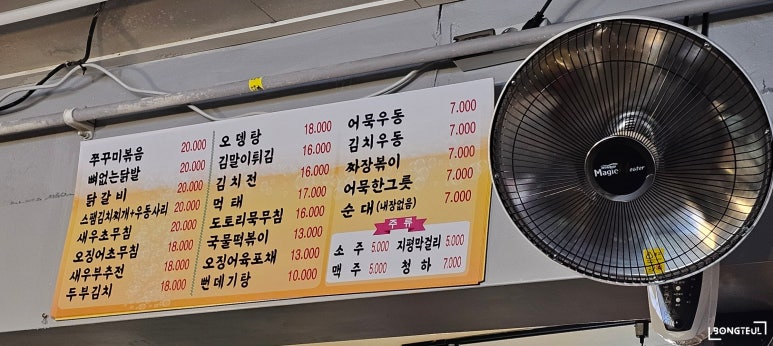 쭈꾸미볶음 20.000
뼈없는닭발 20.000
닭갈비 20.000
스팸김치찌개+우동사리 20.000
새우초무침 20.000
오징어초무침 18.000
새우부추전 18.000
두부김치 18.000
오뎅탕 18.000
김말이튀김 16.000
김치전 16.000
먹태 17.000
도토리묵무침 16.000
국물떡볶이 13.000
오징어육포채 13.000
뻔데기탕 10.000
어묵우동 7.000
김치우동 7.000
짜장볶이 7.000
어묵한그릇 7.000
순대(내장없음) 7.000
주류
소주 5.000 지평막걸리 5.000
맥주 5.000 청하 7.000
Magic eater
BONGTEUL